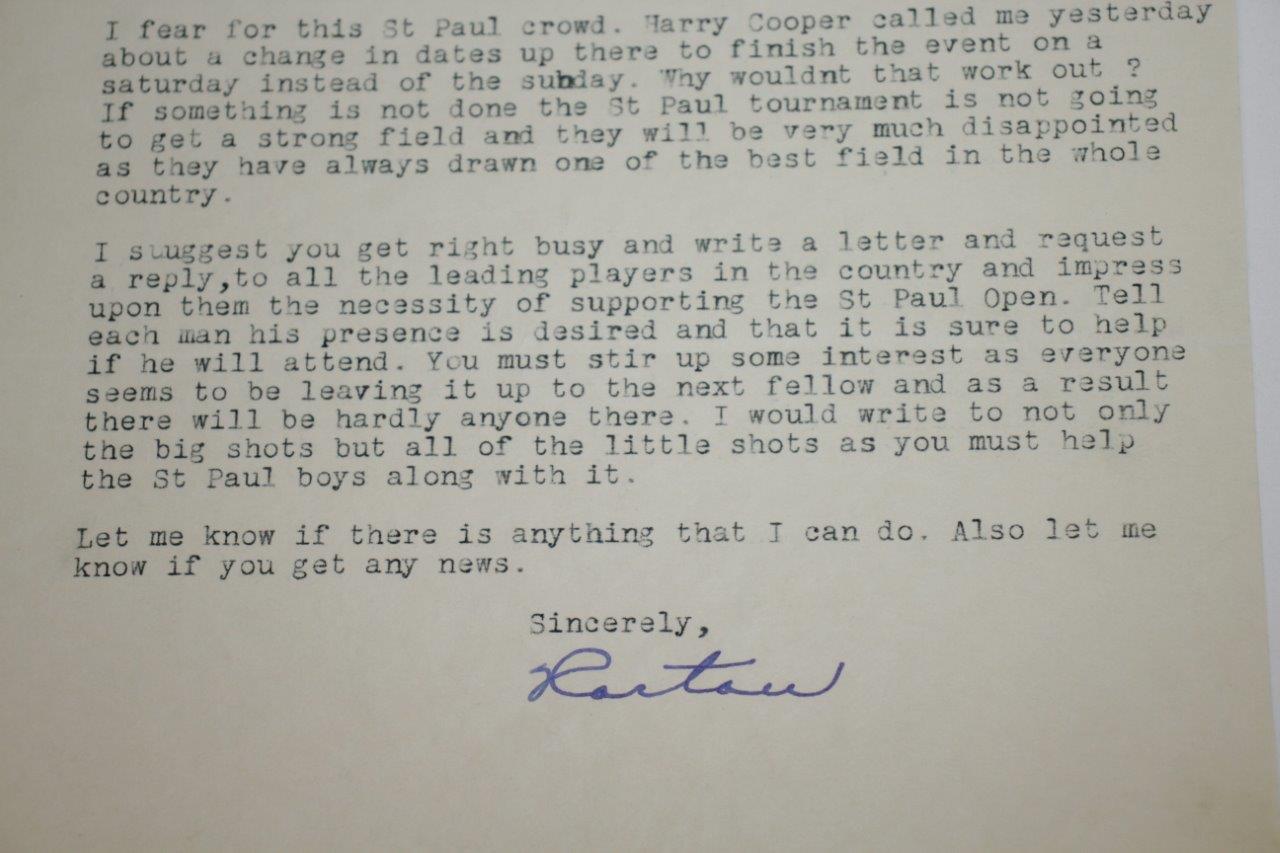 I fear for this St Paul crowd. Harry Cooper called me yesterday
about a change in dates up there to finish the event on a
saturday instead of the sunday. Why wouldnt that work out ?
If something is not done the St Paul tournament is not going
to get a strong field and they will be very much disappointed
as they have always drawn one of the best field in the whole
country.
I suuggest you get right busy and write a letter and request
a reply,to all the leading players in the country and impress
upon them the necessity of supporting the St Paul Open. Tell
each man his presence is desired and that it is sure to help
if he will attend. You must stir up some interest as everyone
seems to be leaving it up to the next fellow and as a result
there will be hardly anyone there. I would write to not only
the big shots but all of the little shots as you must help
the St Paul boys along with it.
Let me know if there is anything that I can do. Also let me
know if you get any news.
Sincerely,